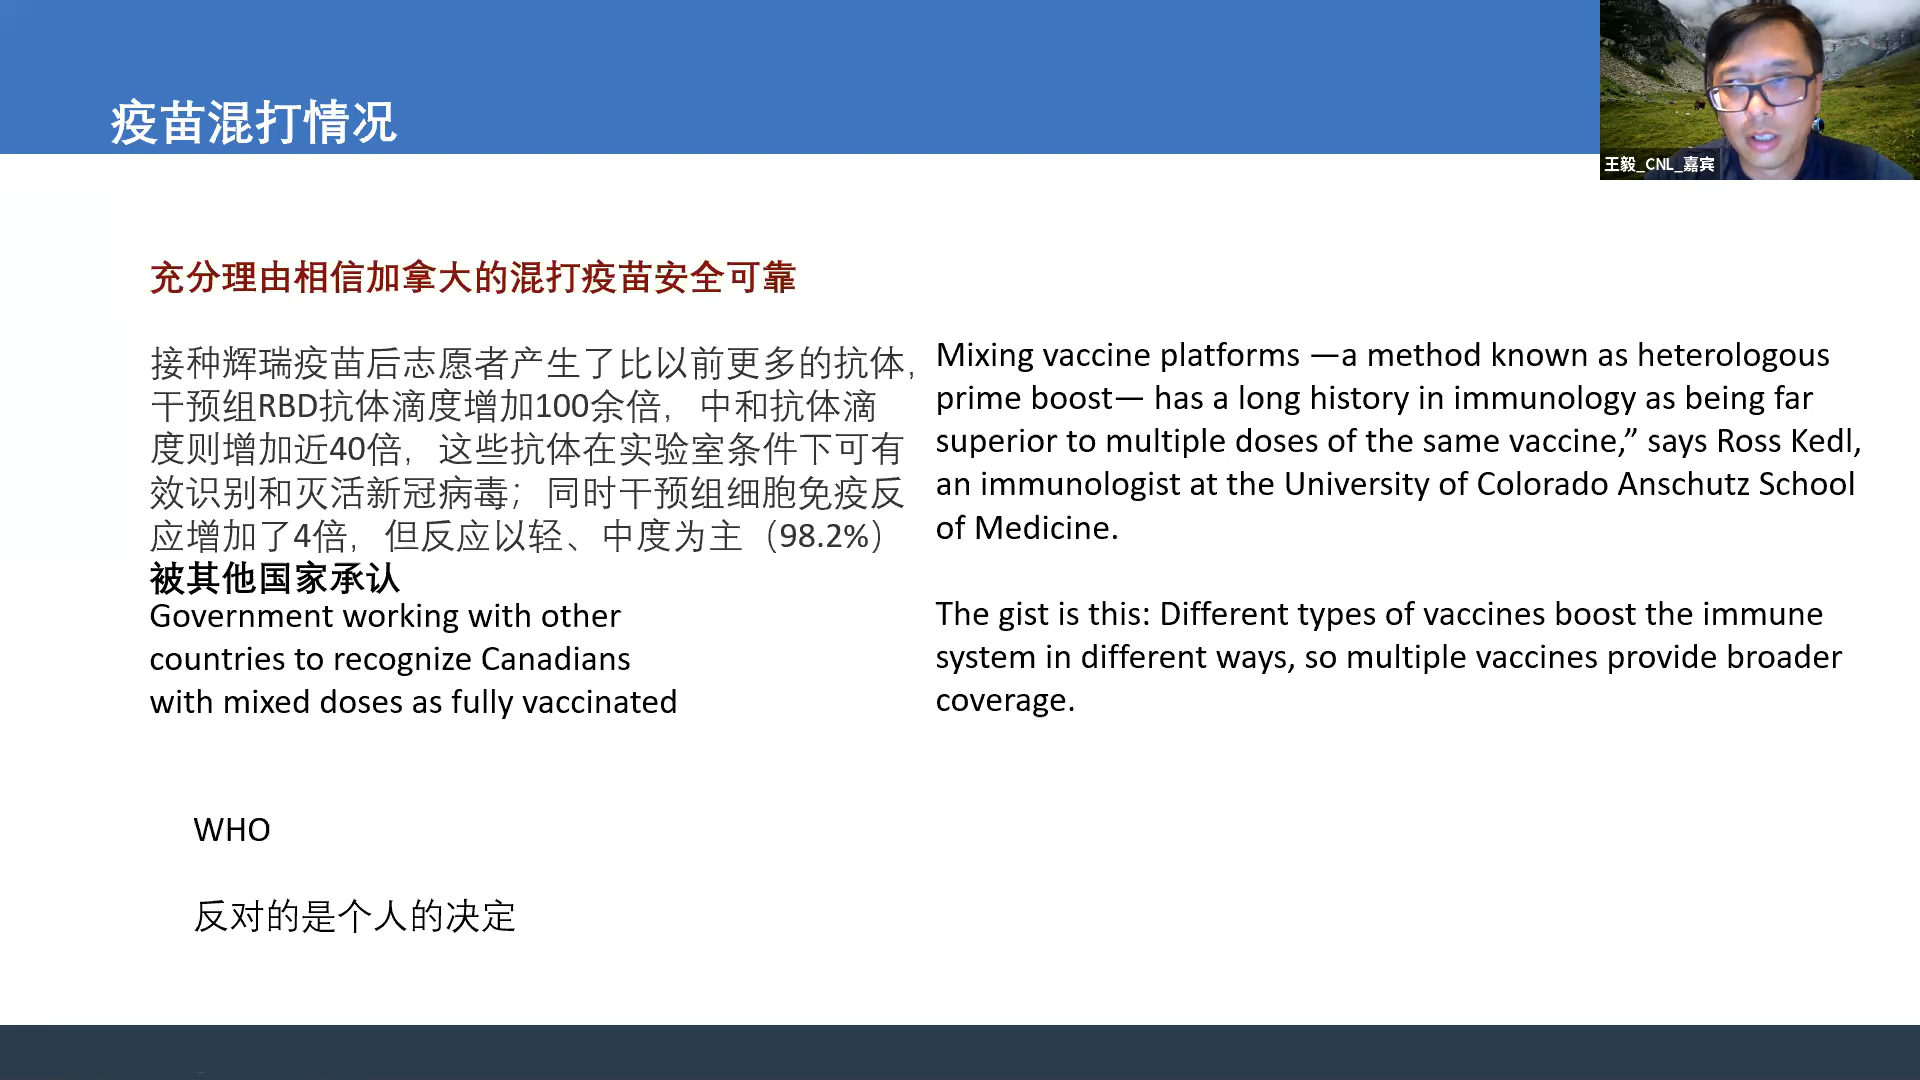 疫苗混打情况
王毅_CNL_嘉宾
充分理由相信加拿大的混打疫苗安全可靠
接种辉瑞疫苗后志愿者产生了比以前更多的抗体,
干预组RBD抗体滴度增加100余倍，中和抗体滴
度则增加近40倍，这些抗体在实验室条件下可有
效识别和灭活新冠病毒；同时干预组细胞免疫反
应增加了4倍，但反应以轻、中度为主（98.2%）
被其他国家承认
Government working with other
countries to recognize Canadians
with mixed doses as fully vaccinated
WHO
反对的是个人的决定
Mixing vaccine platforms —a method known as heterologous
prime boost— has a long history in immunology as being far
superior to multiple doses of the same vaccine,” says Ross Kedl,
an immunologist at the University of Colorado Anschutz School
of Medicine.
The gist is this: Different types of vaccines boost the immune
system in different ways, so multiple vaccines provide broader
coverage.